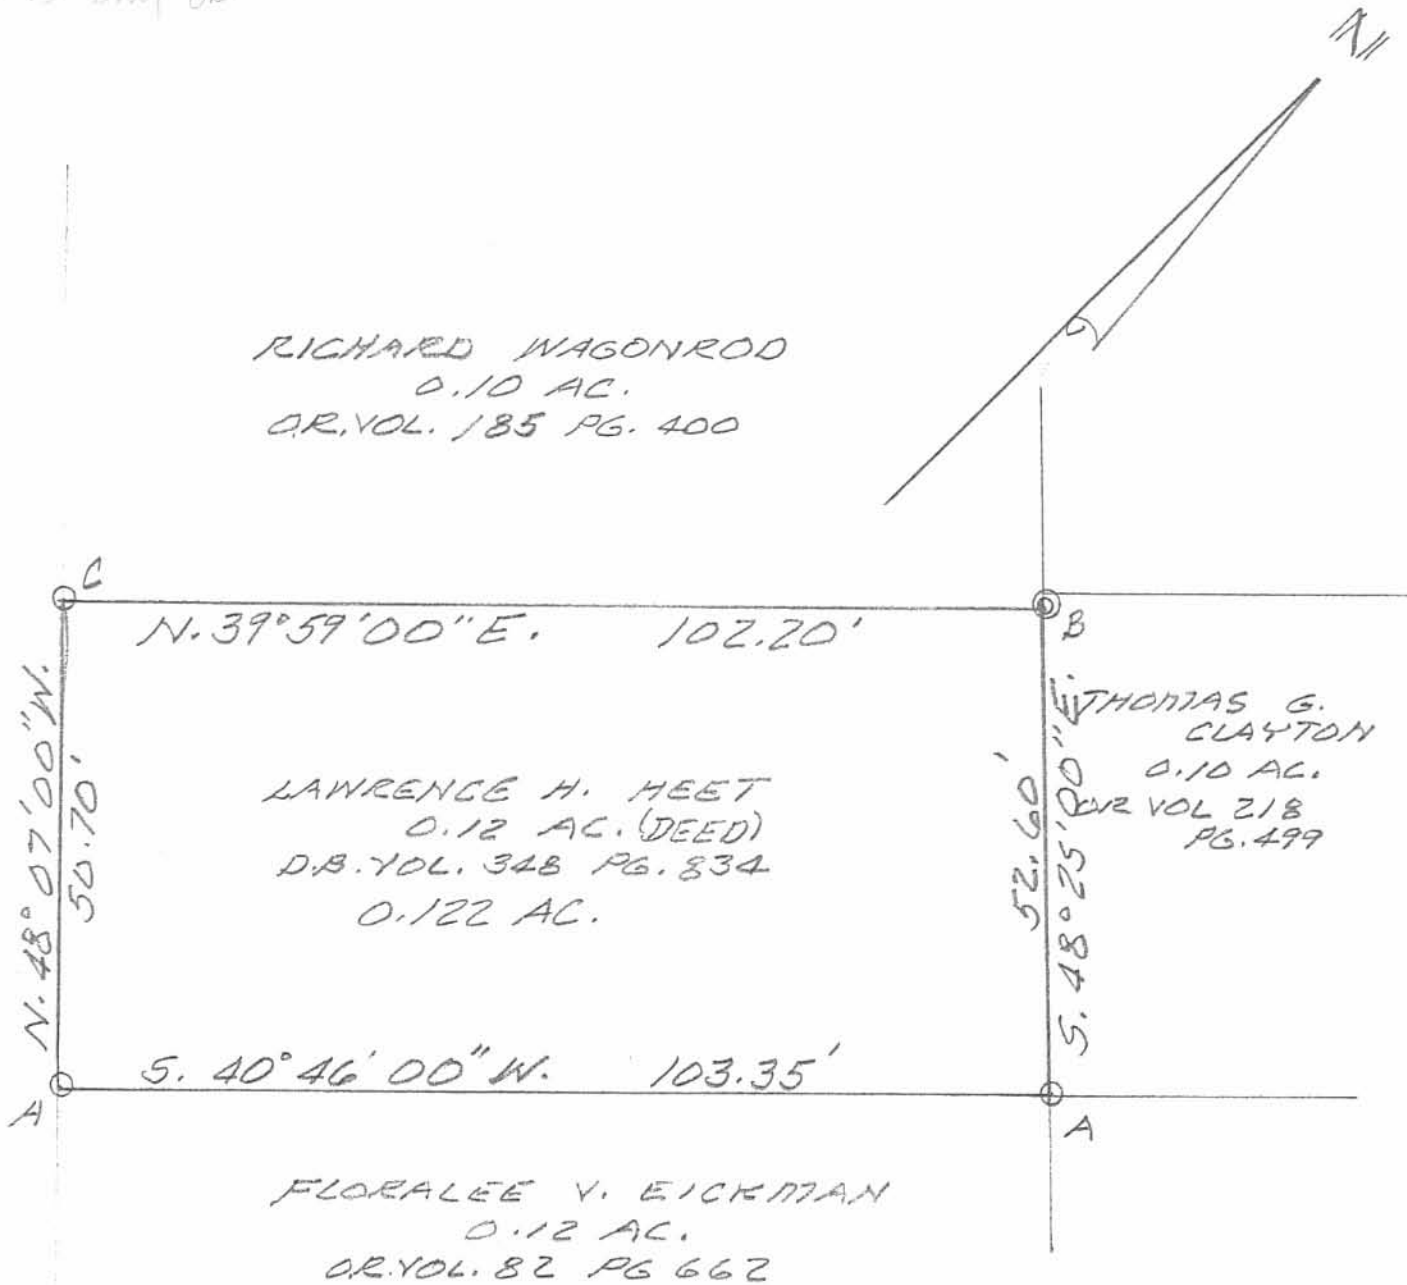 N
RICHARD WAGONROD
0.10 AC.
O.R. VOL. 185 PG. 400
C
B
N. 39°59'00" E. 102.20'
N. 48°07'00" W.
50.70'
LAWRENCE H. HEET
0.12 AC. (DEED)
D.B. VOL. 348 PG. 834
0.122 AC.
52.60'
S. 48°25'00" E.
THOMAS G.
CLAYTON
0.10 AC.
VOL 218
PG. 499
S. 40°46'00" W. 103.35'
A
A
FLORALEE V. EICKMAN
0.12 AC.
O.R. VOL. 82 PG 662